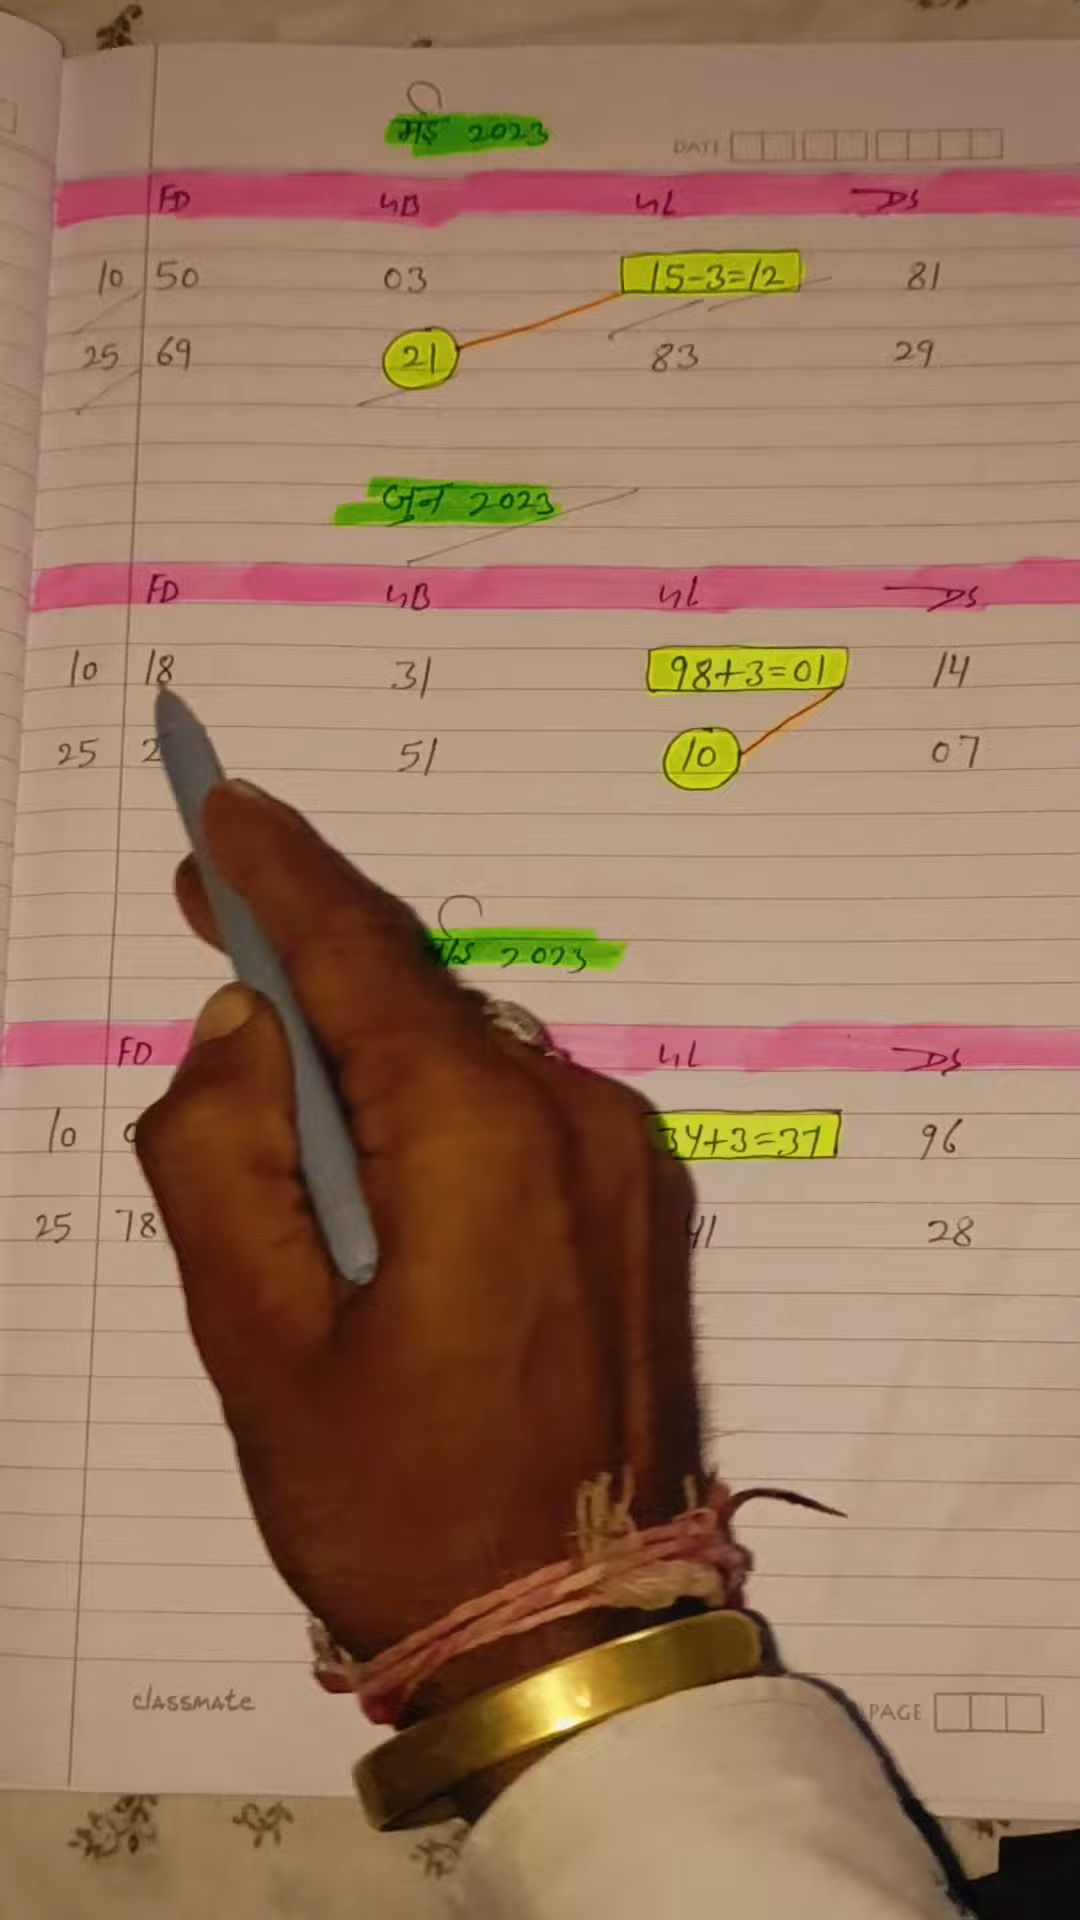 मई 2023
DATE
FD GB GL DS
10 50 03 15-3=12 81
25 69 21 83 29
जून 2023
FD GB GL DS
10 18 31 98+3=01 14
25 51 10 07
2023
FD GL DS
10 34+3=37 96
25 78 41 28
classmate
PAGE